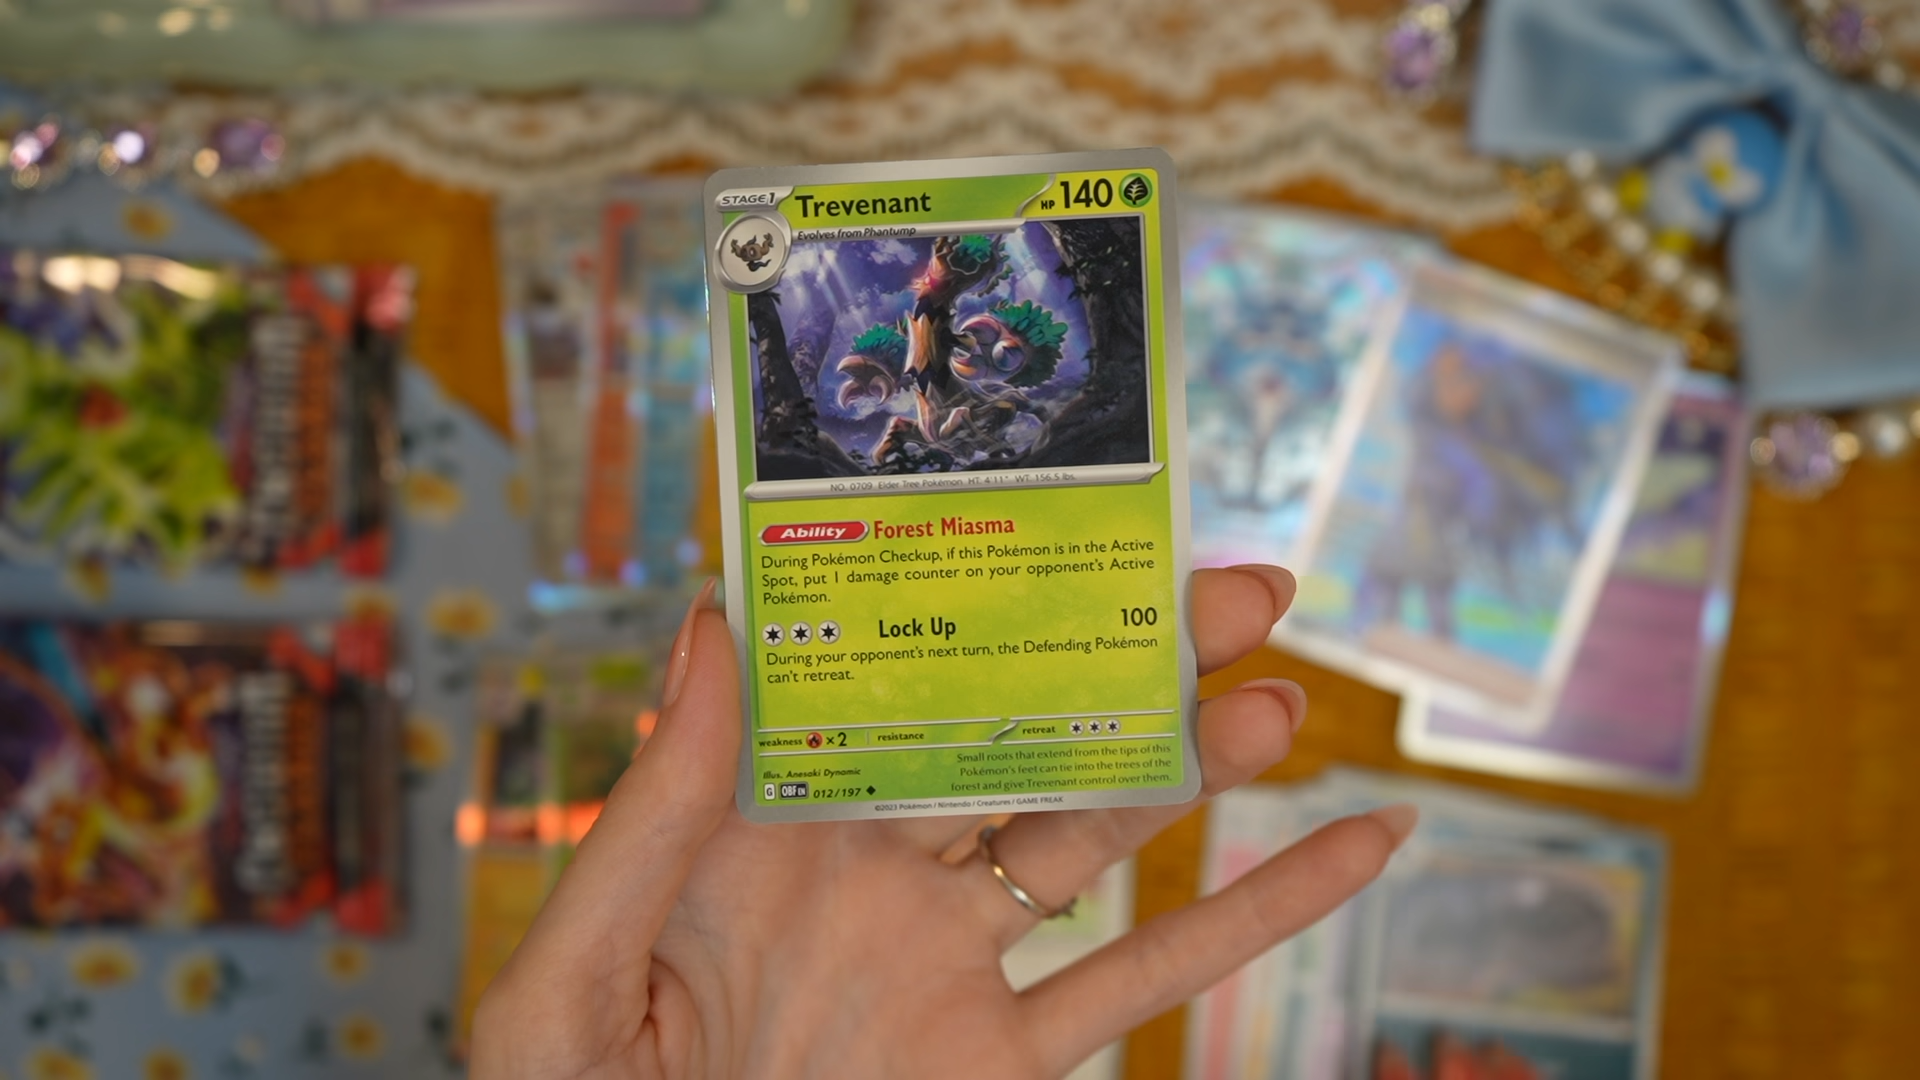 STAGE 1
Trevenant
HP 140
Evolves from Phantump
NO. 0709 Elder Tree Pokémon HT: 4'11" WT: 156.5 lbs.
Ability Forest Miasma
During Pokémon Checkup, if this Pokémon is in the Active
Spot, put 1 damage counter on your opponent's Active
Pokémon.
Lock Up 100
During your opponent's next turn, the Defending Pokémon
can't retreat.
weakness ×2 resistance retreat
Small roots that extend from the tips of this
Pokémon's feet can tie into the trees of the
forest and give Trevenant control over them.
Illus. Anesaki Dynamic
G OBF EN 012/197
©2023 Pokémon / Nintendo / Creatures / GAME FREAK